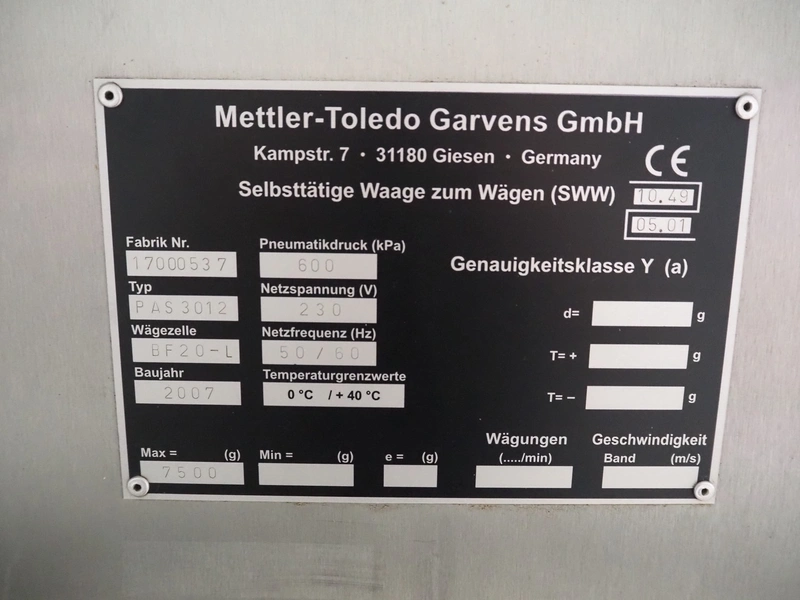 Mettler-Toledo Garvens GmbH
Kampstr. 7 · 31180 Giesen · Germany
CE
Selbsttätige Waage zum Wägen (SWW)
10.49
05.01
Fabrik Nr.
17000537
Pneumatikdruck (kPa)
600
Genauigkeitsklasse Y (a)
Typ
PAS3012
Netzspannung (V)
230
d= g
Wägezelle
BF20-L
Netzfrequenz (Hz)
50/60
T= + g
Baujahr
2007
Temperaturgrenzwerte
0 °C / + 40 °C
T= – g
Max = (g)
7500
Min = (g)
e = (g)
Wägungen
(...../min)
Geschwindigkeit
Band (m/s)